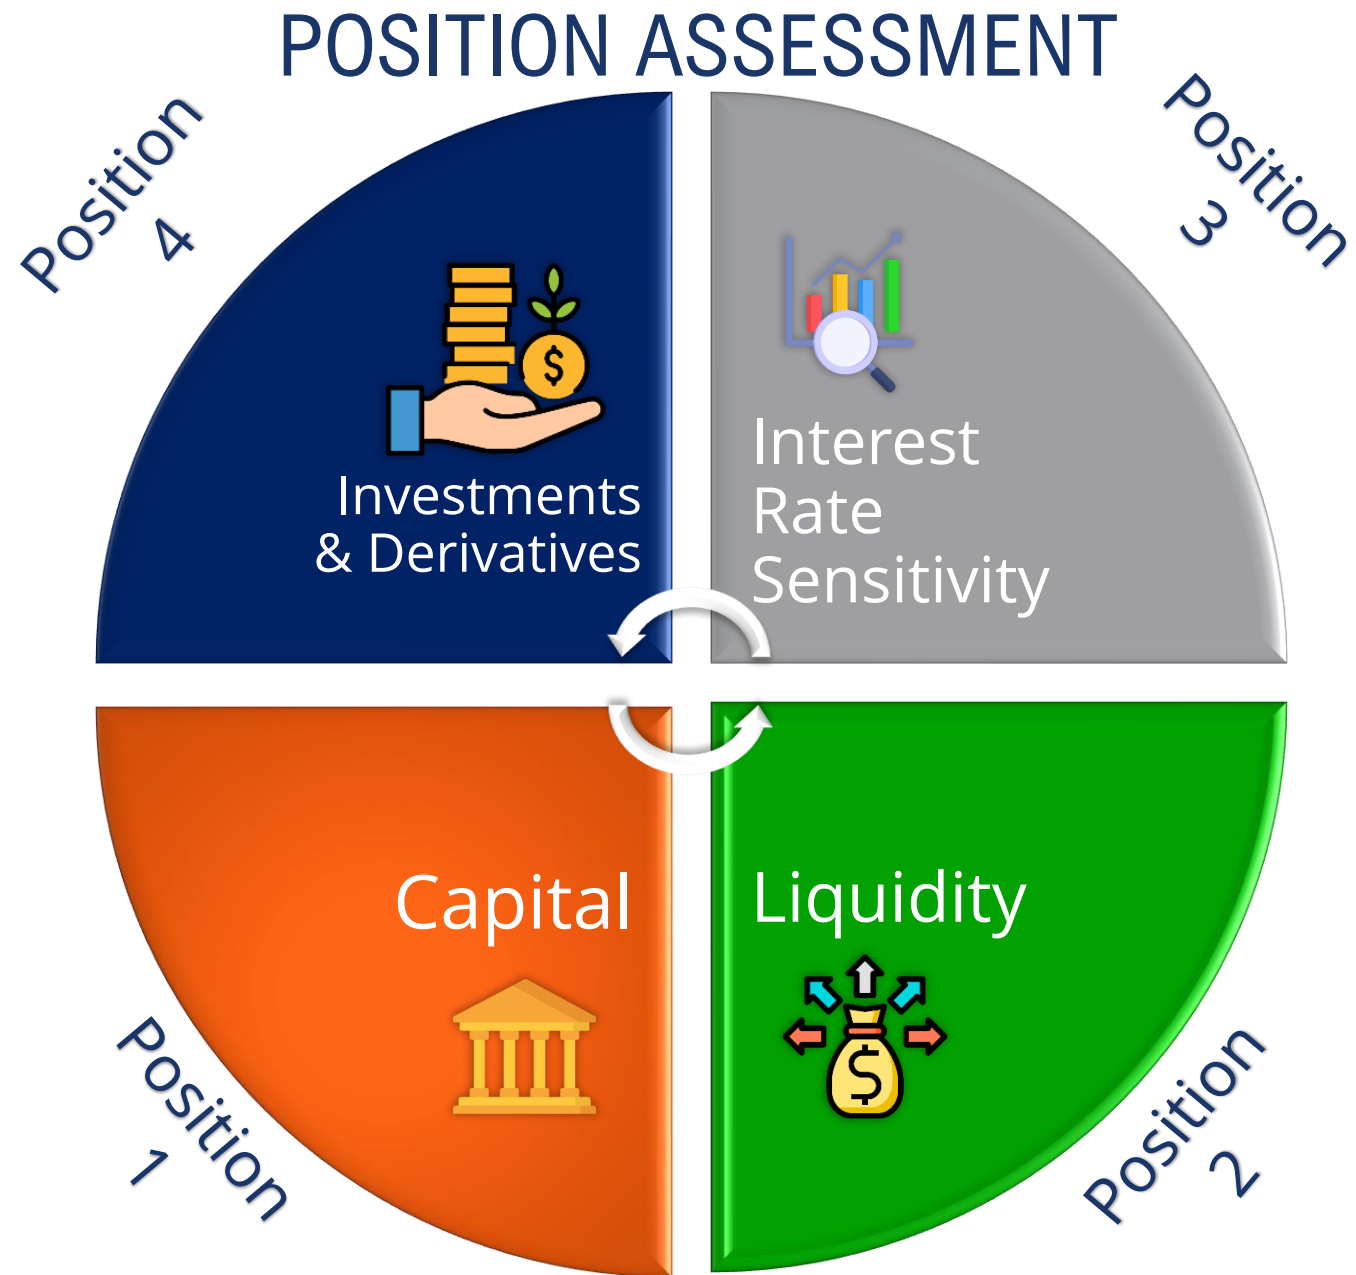 POSITION ASSESSMENT
Position
4
Position
3
Investments
& Derivatives
Interest
Rate
Sensitivity
$
Capital
Liquidity
$
Position
1
Position
2